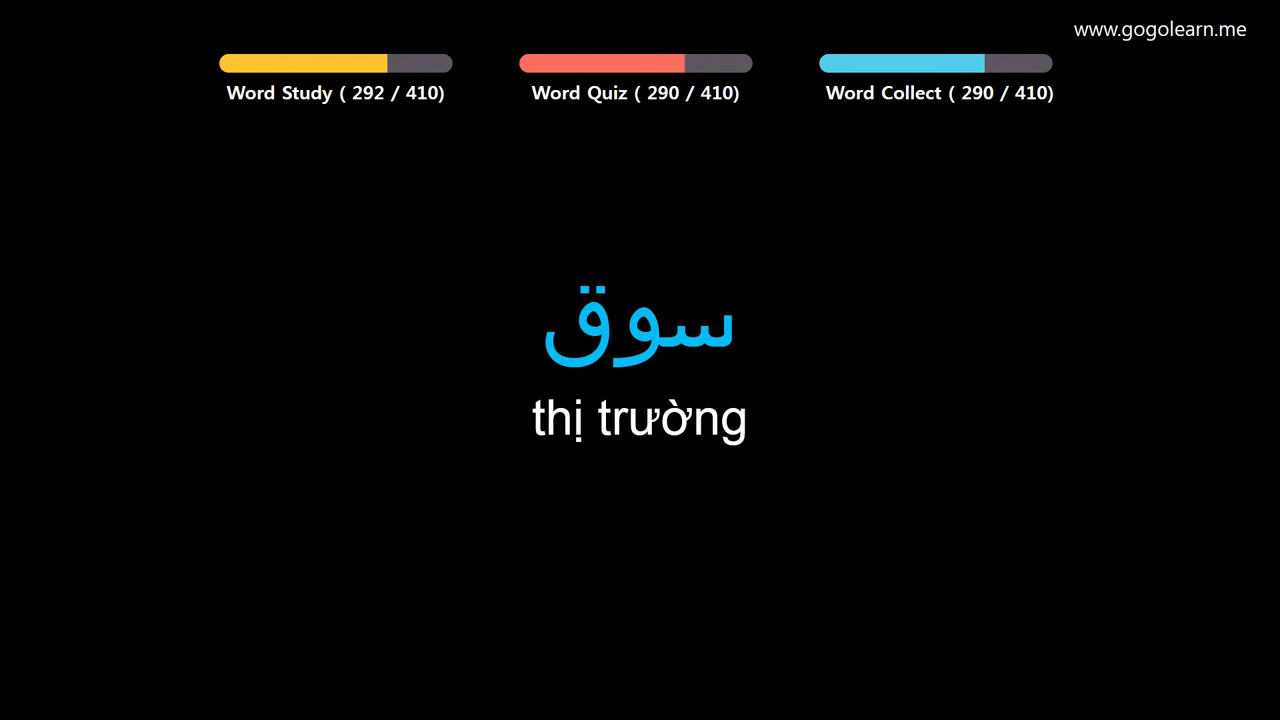 www.gogolearn.me
Word Study ( 292 / 410)
Word Quiz ( 290 / 410)
Word Collect ( 290 / 410)
سوق
thị trường